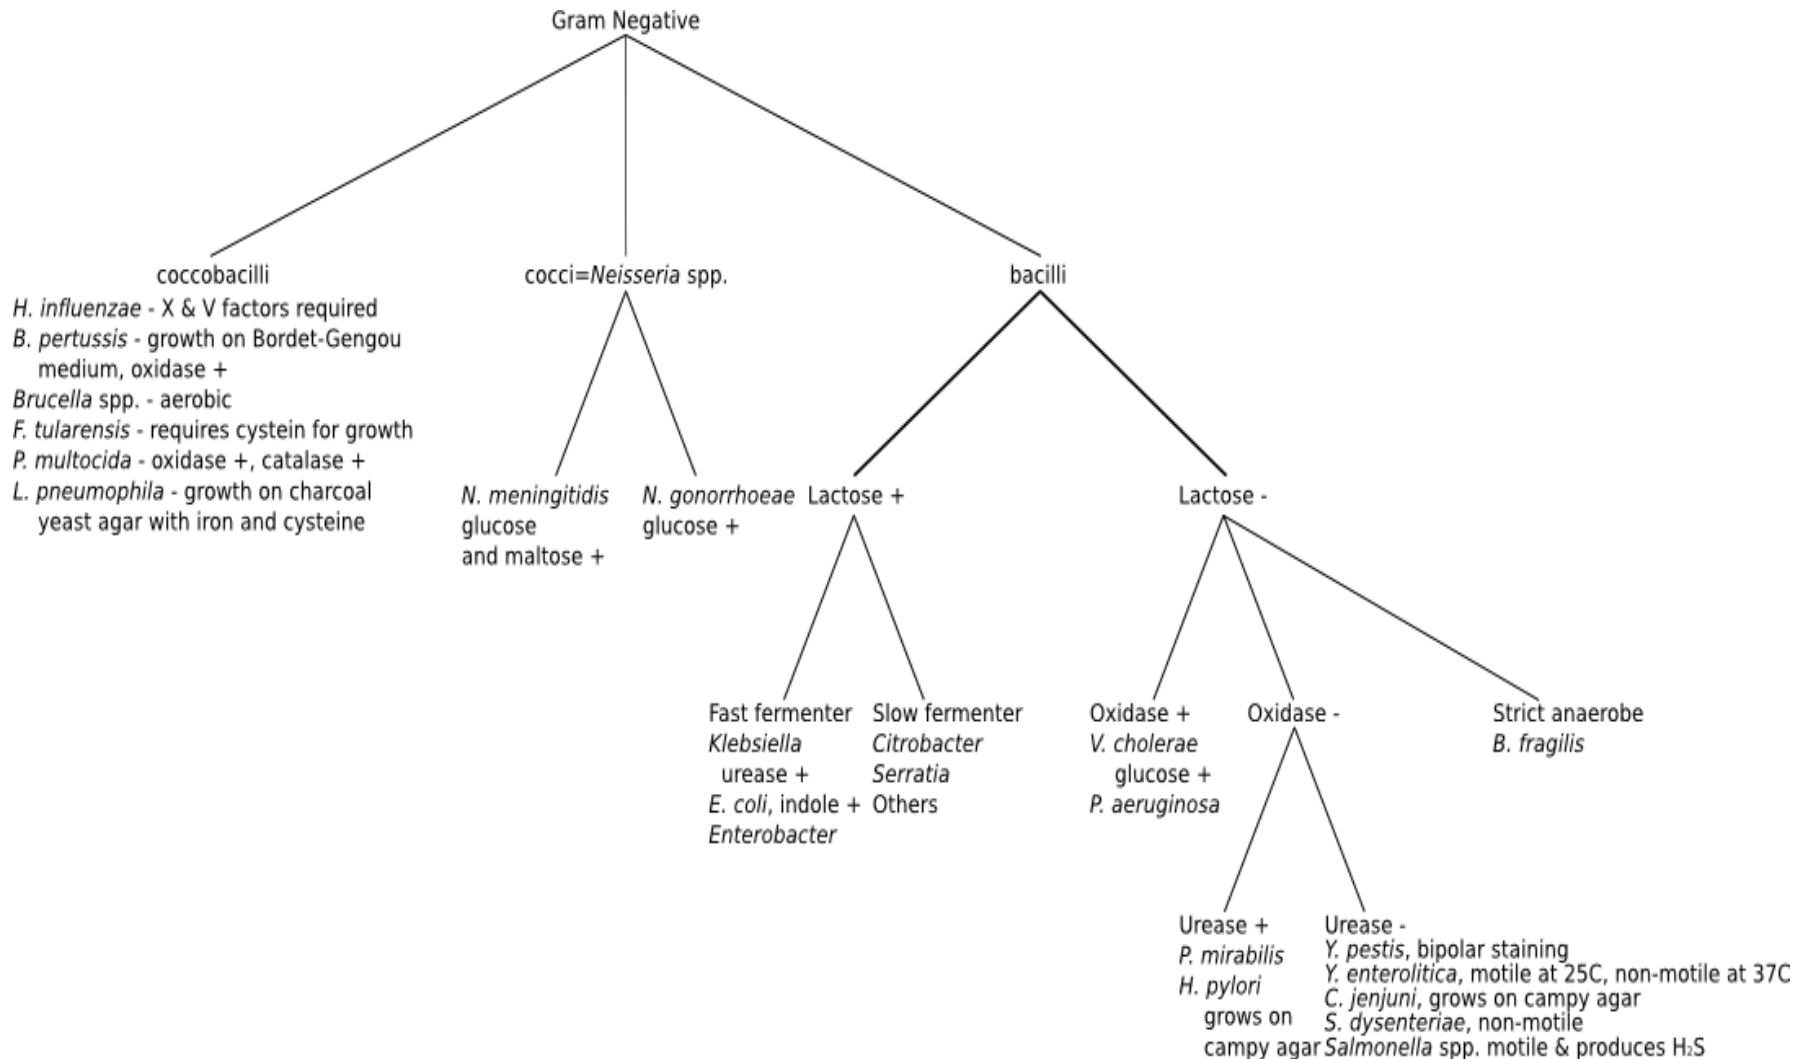 Gram Negative
coccobacilli
H. influenzae - X & V factors required
B. pertussis - growth on Bordet-Gengou
medium, oxidase +
Brucella spp. - aerobic
F. tularensis - requires cystein for growth
P. multocida - oxidase +, catalase +
L. pneumophila - growth on charcoal
yeast agar with iron and cysteine
cocci=Neisseria spp.
N. meningitidis
glucose
and maltose +
N. gonorrhoeae
glucose +
bacilli
Lactose +
Fast fermenter
Klebsiella
urease +
E. coli, indole +
Enterobacter
Slow fermenter
Citrobacter
Serratia
Others
Lactose -
Oxidase +
V. cholerae
glucose +
P. aeruginosa
Oxidase -
Urease +
P. mirabilis
H. pylori
grows on
campy agar
Urease -
Y. pestis, bipolar staining
Y. enterolitica, motile at 25C, non-motile at 37C
C. jenjuni, grows on campy agar
S. dysenteriae, non-motile
Salmonella spp. motile & produces H₂S
Strict anaerobe
B. fragilis